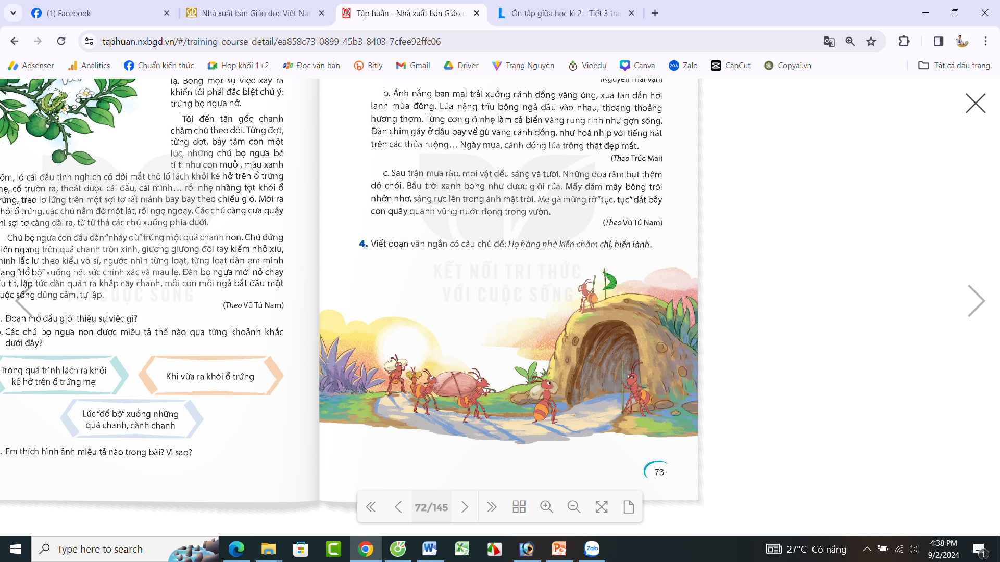 (1) Facebook
Nhà xuất bản Giáo dục Việt Nar
Tập huấn - Nhà xuất bản Giáo d
Ôn tập giữa học kì 2 - Tiết 3 tra
taphuan.nxbgd.vn/#/training-course-detail/ea858c73-0899-45b3-8403-7cfee92ffc06
Adsenser
Analitics
Chuẩn kiến thức
Họp khối 1+2
Đọc văn bản
Bitly
Gmail
Driver
Trạng Nguyên
Vioedu
Canva
Zalo
CapCut
Copyai.vn
Tất cả dấu trang
lạ. Bỗng một sự việc xảy ra
khiến tôi phải đặc biệt chú ý:
trứng bọ ngựa nở.
Tôi đến tận gốc chanh
chăm chú theo dõi. Từng đợt,
từng đợt, bảy tám con một
lúc, những chú bọ ngựa bé
tí ti như con muỗi, màu xanh
ốm, ló cái đầu tinh nghịch có đôi mắt thô lố lách khỏi kẽ hở trên ổ trứng
mẹ, cố trườn ra, thoát được cái đầu, cái mình... rồi nhẹ nhàng tọt khỏi ổ
trứng, treo lơ lửng trên một sợi tơ rất mảnh bay bay theo chiều gió. Mới ra
khỏi ổ trứng, các chú nằm đờ một lát, rồi ngọ ngoạy. Các chú càng cựa quậy
thì sợi tơ càng dài ra, từ từ thả các chú xuống phía dưới.
Chú bọ ngựa con đầu đàn “nhảy dù” trúng một quả chanh non. Chú đứng
hiên ngang trên quả chanh tròn xinh, giương giương đôi tay kiếm nhỏ xíu,
mình lắc lư theo kiểu võ sĩ, ngước nhìn từng loạt, từng loạt đàn em mình
đang “đổ bộ” xuống hết sức chính xác và mau lẹ. Đàn bọ ngựa mới nở chạy
íu tít, lập tức dàn quân ra khắp cây chanh, mỗi con mỗi ngả bắt đầu một
cuộc sống dũng cảm, tự lập.
(Theo Vũ Tú Nam)
. Đoạn mở đầu giới thiệu sự việc gì?
. Các chú bọ ngựa non được miêu tả thế nào qua từng khoảnh khắc
dưới đây?
Trong quá trình lách ra khỏi
kẽ hở trên ổ trứng mẹ
Khi vừa ra khỏi ổ trứng
Lúc “đổ bộ” xuống những
quả chanh, cành chanh
. Em thích hình ảnh miêu tả nào trong bài? Vì sao?
(Nguyễn Thái Vận)
b. Ánh nắng ban mai trải xuống cánh đồng vàng óng, xua tan dần hơi
lạnh mùa đông. Lúa nặng trĩu bông ngả đầu vào nhau, thoang thoảng
hương thơm. Từng cơn gió nhẹ làm cả biển vàng rung rinh như gợn sóng.
Đàn chim gáy ở đâu bay về gù vang cánh đồng, như hoà nhịp với tiếng hát
trên các thửa ruộng... Ngày mùa, cánh đồng lúa trông thật đẹp mắt.
(Theo Trúc Mai)
c. Sau trận mưa rào, mọi vật đều sáng và tươi. Những đoá râm bụt thêm
đỏ chói. Bầu trời xanh bóng như được giội rửa. Mấy đám mây bông trôi
nhởn nhơ, sáng rực lên trong ánh mặt trời. Mẹ gà mừng rỡ “tục, tục” dắt bầy
con quây quanh vũng nước đọng trong vườn.
(Theo Vũ Tú Nam)
4. Viết đoạn văn ngắn có câu chủ đề: Họ hàng nhà kiến chăm chỉ, hiền lành.
KẾT NỐI TRI THỨC
VỚI CUỘC SỐNG
73
72/145
Type here to search
27°C Có nắng
4:38 PM
9/2/2024
1